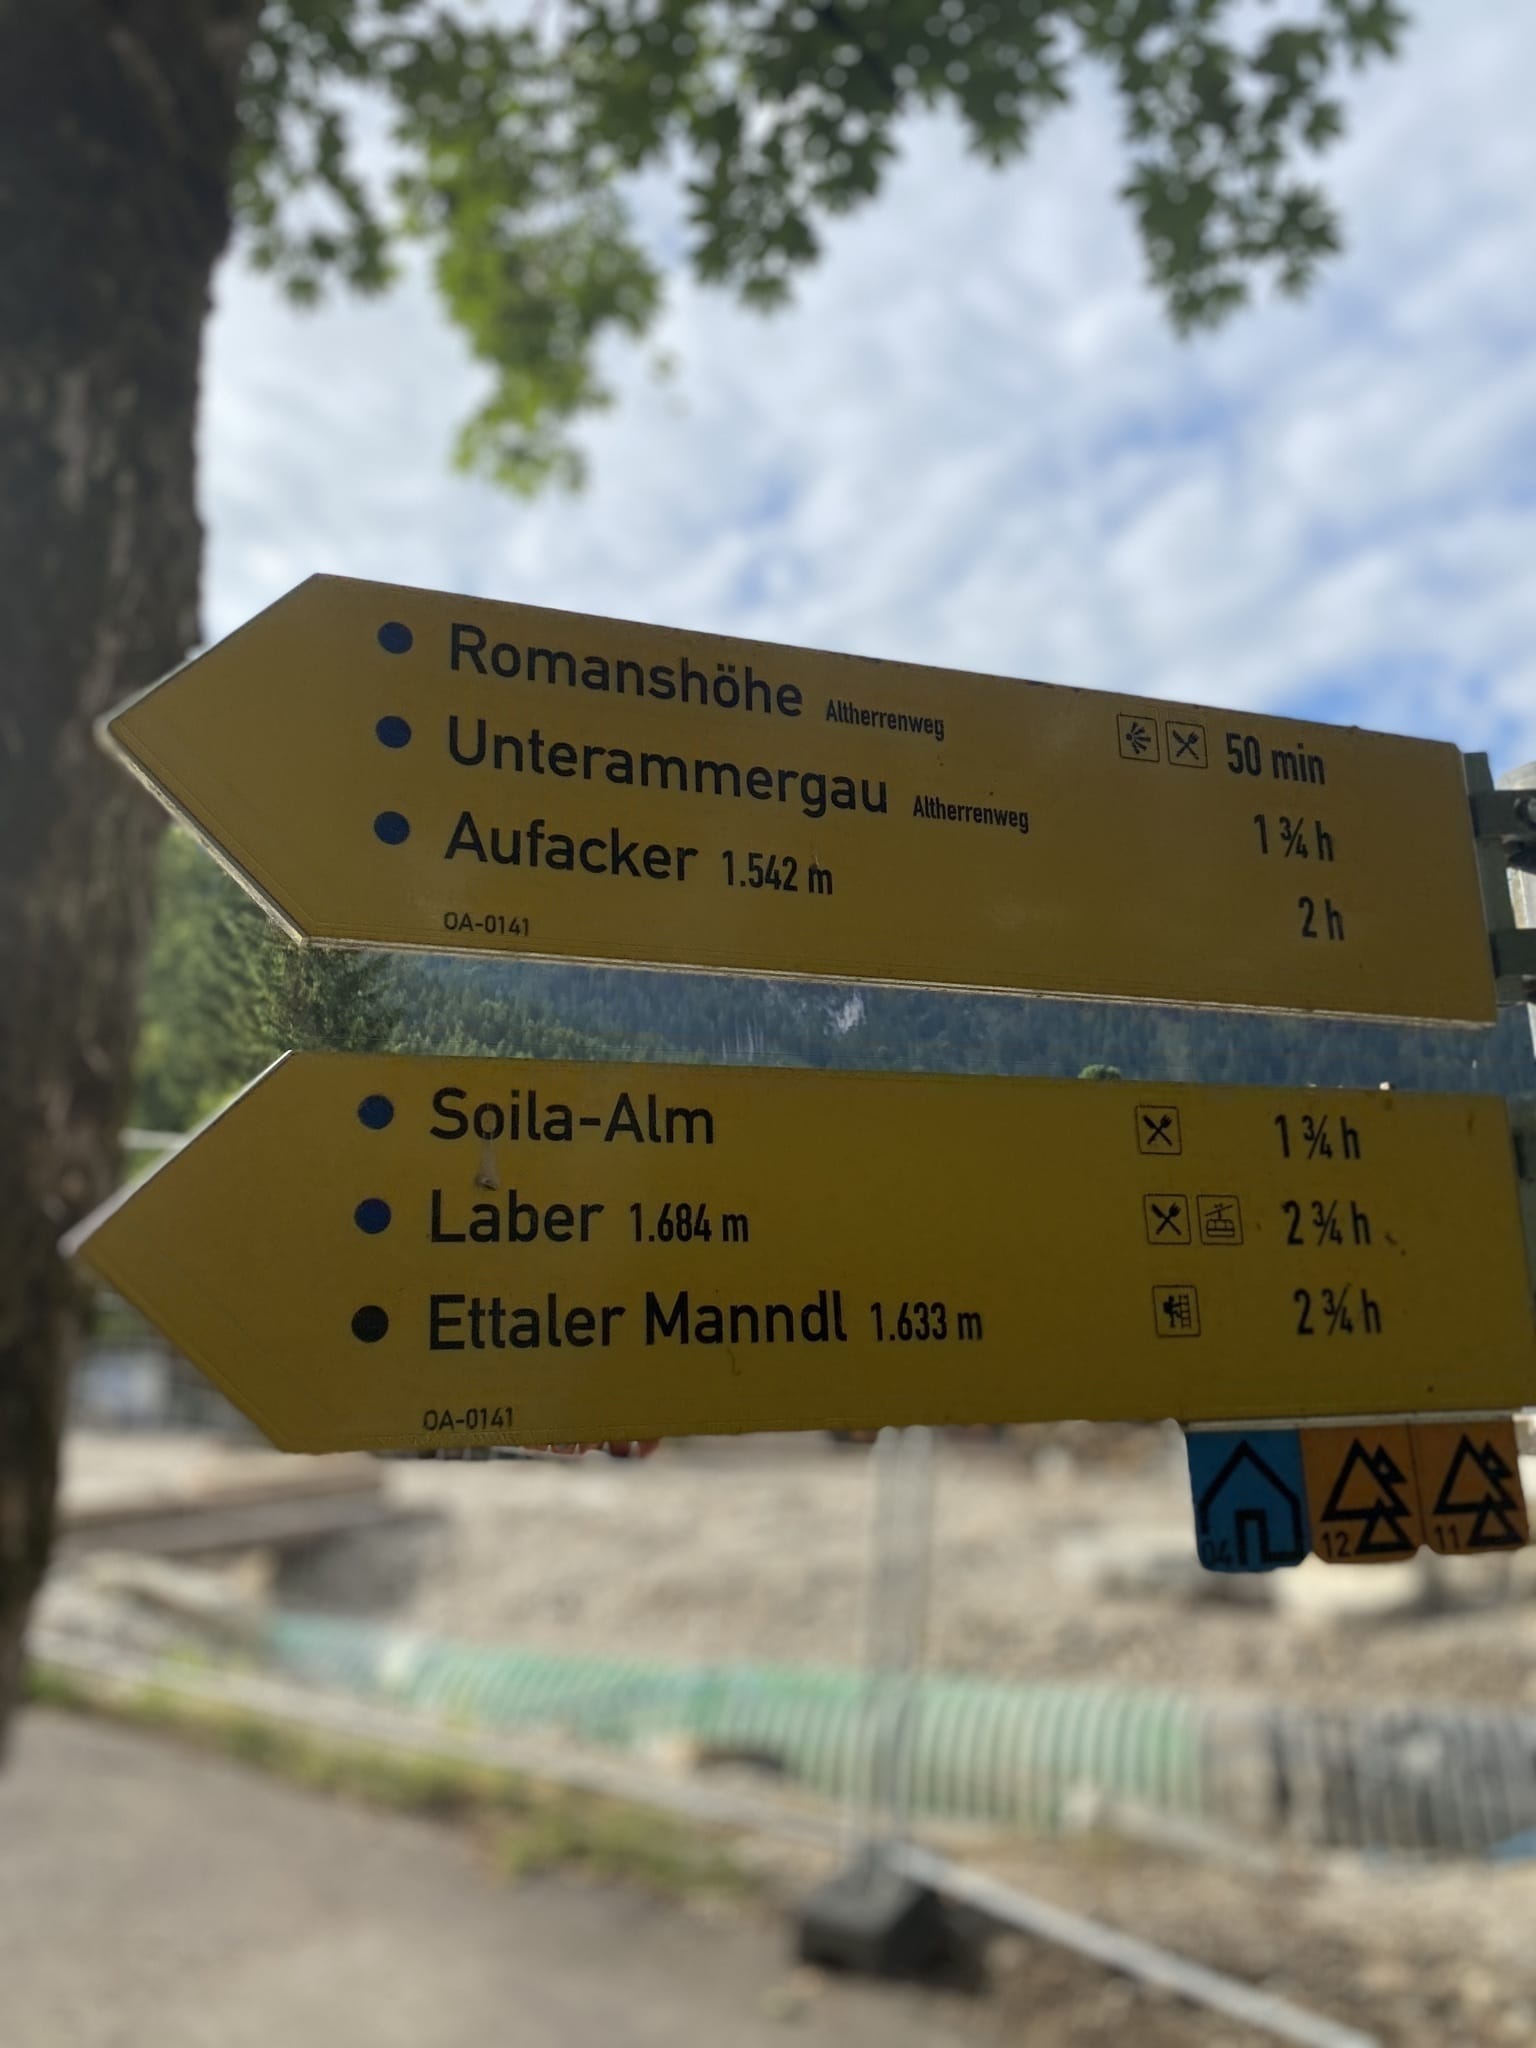 Romanshöhe Altherrenweg 50 min
Unterammergau Altherrenweg 1 ¾ h
Aufacker 1.542 m 2 h
OA-0141
Soila-Alm 1 ¾ h
Laber 1.684 m 2 ¾ h
Ettaler Manndl 1.633 m 2 ¾ h
OA-0141
04 12 11